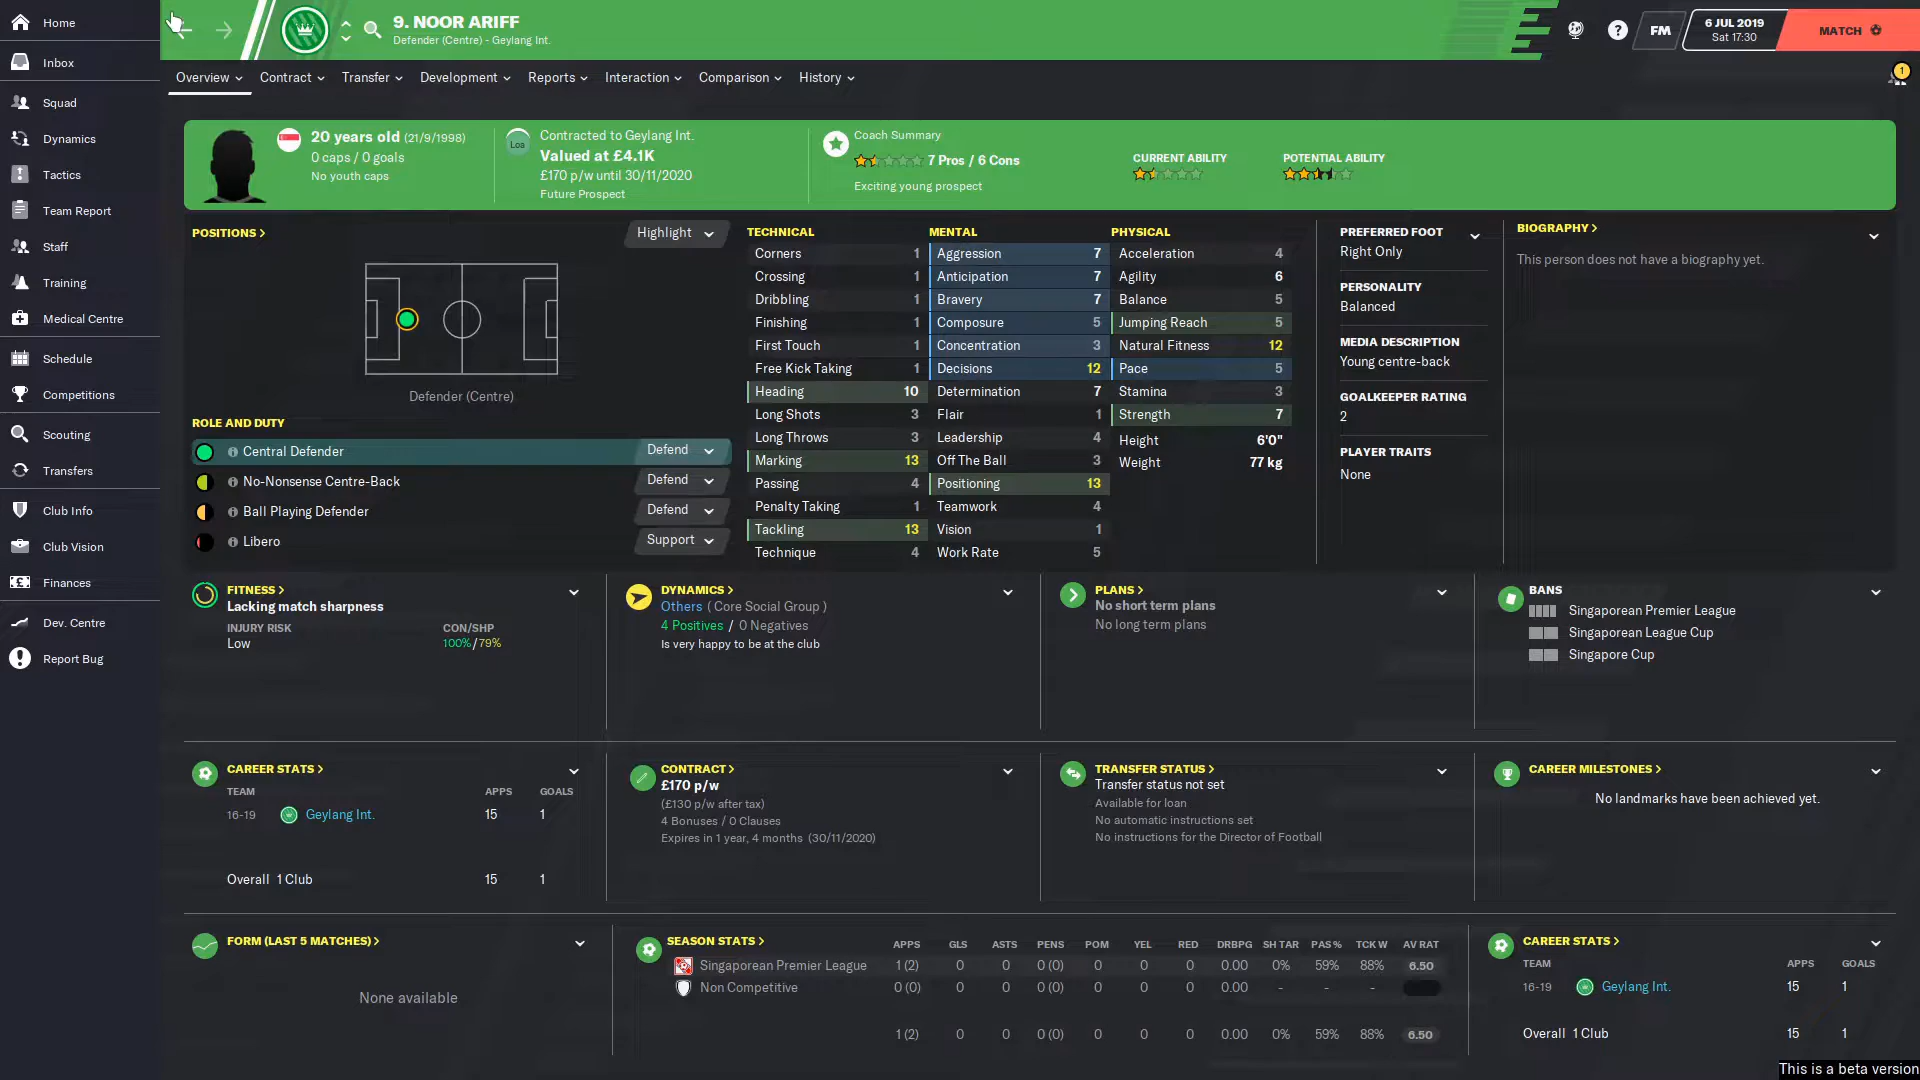 Home
Inbox
Squad
Dynamics
Tactics
Team Report
Staff
Training
Medical Centre
Schedule
Competitions
Scouting
Transfers
Club Info
Club Vision
Finances
Dev. Centre
Report Bug
9. NOOR ARIFF
Defender (Centre) - Geylang Int.
FM
6 JUL 2019
Sat 17:30
MATCH
Overview Contract Transfer Development Reports Interaction Comparison History
1
20 years old (21/9/1998)
0 caps / 0 goals
No youth caps
Loa
Contracted to Geylang Int.
Valued at £4.1K
£170 p/w until 30/11/2020
Future Prospect
Coach Summary
7 Pros / 6 Cons
Exciting young prospect
CURRENT ABILITY
POTENTIAL ABILITY
POSITIONS >
Highlight
Defender (Centre)
ROLE AND DUTY
Central Defender Defend
No-Nonsense Centre-Back Defend
Ball Playing Defender Defend
Libero Support
TECHNICAL
Corners 1
Crossing 1
Dribbling 1
Finishing 1
First Touch 1
Free Kick Taking 1
Heading 10
Long Shots 3
Long Throws 3
Marking 13
Passing 4
Penalty Taking 1
Tackling 13
Technique 4
MENTAL
Aggression 7
Anticipation 7
Bravery 7
Composure 5
Concentration 3
Decisions 12
Determination 7
Flair 1
Leadership 4
Off The Ball 3
Positioning 13
Teamwork 4
Vision 1
Work Rate 5
PHYSICAL
Acceleration 4
Agility 6
Balance 5
Jumping Reach 5
Natural Fitness 12
Pace 5
Stamina 3
Strength 7
Height 6'0"
Weight 77 kg
PREFERRED FOOT
Right Only
PERSONALITY
Balanced
MEDIA DESCRIPTION
Young centre-back
GOALKEEPER RATING
2
PLAYER TRAITS
None
BIOGRAPHY >
This person does not have a biography yet.
FITNESS >
Lacking match sharpness
INJURY RISK CON/SHP
Low 100%/79%
DYNAMICS >
Others ( Core Social Group )
4 Positives / 0 Negatives
Is very happy to be at the club
PLANS >
No short term plans
No long term plans
BANS
Singaporean Premier League
Singaporean League Cup
Singapore Cup
CAREER STATS >
TEAM APPS GOALS
16-19 Geylang Int. 15 1
Overall 1 Club 15 1
CONTRACT >
£170 p/w
(£130 p/w after tax)
4 Bonuses / 0 Clauses
Expires in 1 year, 4 months (30/11/2020)
TRANSFER STATUS >
Transfer status not set
Available for loan
No automatic instructions set
No instructions for the Director of Football
CAREER MILESTONES >
No landmarks have been achieved yet.
FORM (LAST 5 MATCHES) >
None available
SEASON STATS > APPS GLS ASTS PENS POM YEL RED DRBPG SH TAR PAS % TCK W AV RAT
Singaporean Premier League 1 (2) 0 0 0 (0) 0 0 0 0.00 0% 59% 88% 6.50
Non Competitive 0 (0) 0 0 0 (0) 0 0 0 0.00 - - -
1 (2) 0 0 0 (0) 0 0 0 0.00 0% 59% 88% 6.50
CAREER STATS >
TEAM APPS GOALS
16-19 Geylang Int. 15 1
Overall 1 Club 15 1
This is a beta version